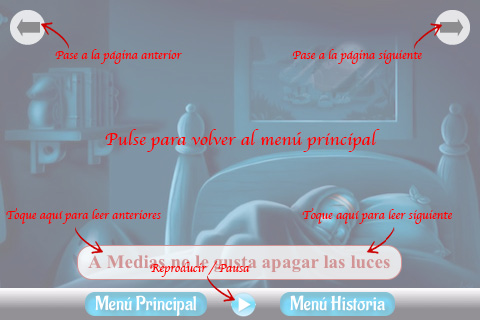 Pase a la página anterior
Pase a la página siguiente
Pulse para volver al menú principal
Toque aquí para leer anteriores
Toque aquí para leer siguiente
A Medias no le gusta apagar las luces
Reproducir / Pausa
Menú Principal
Menú Historia